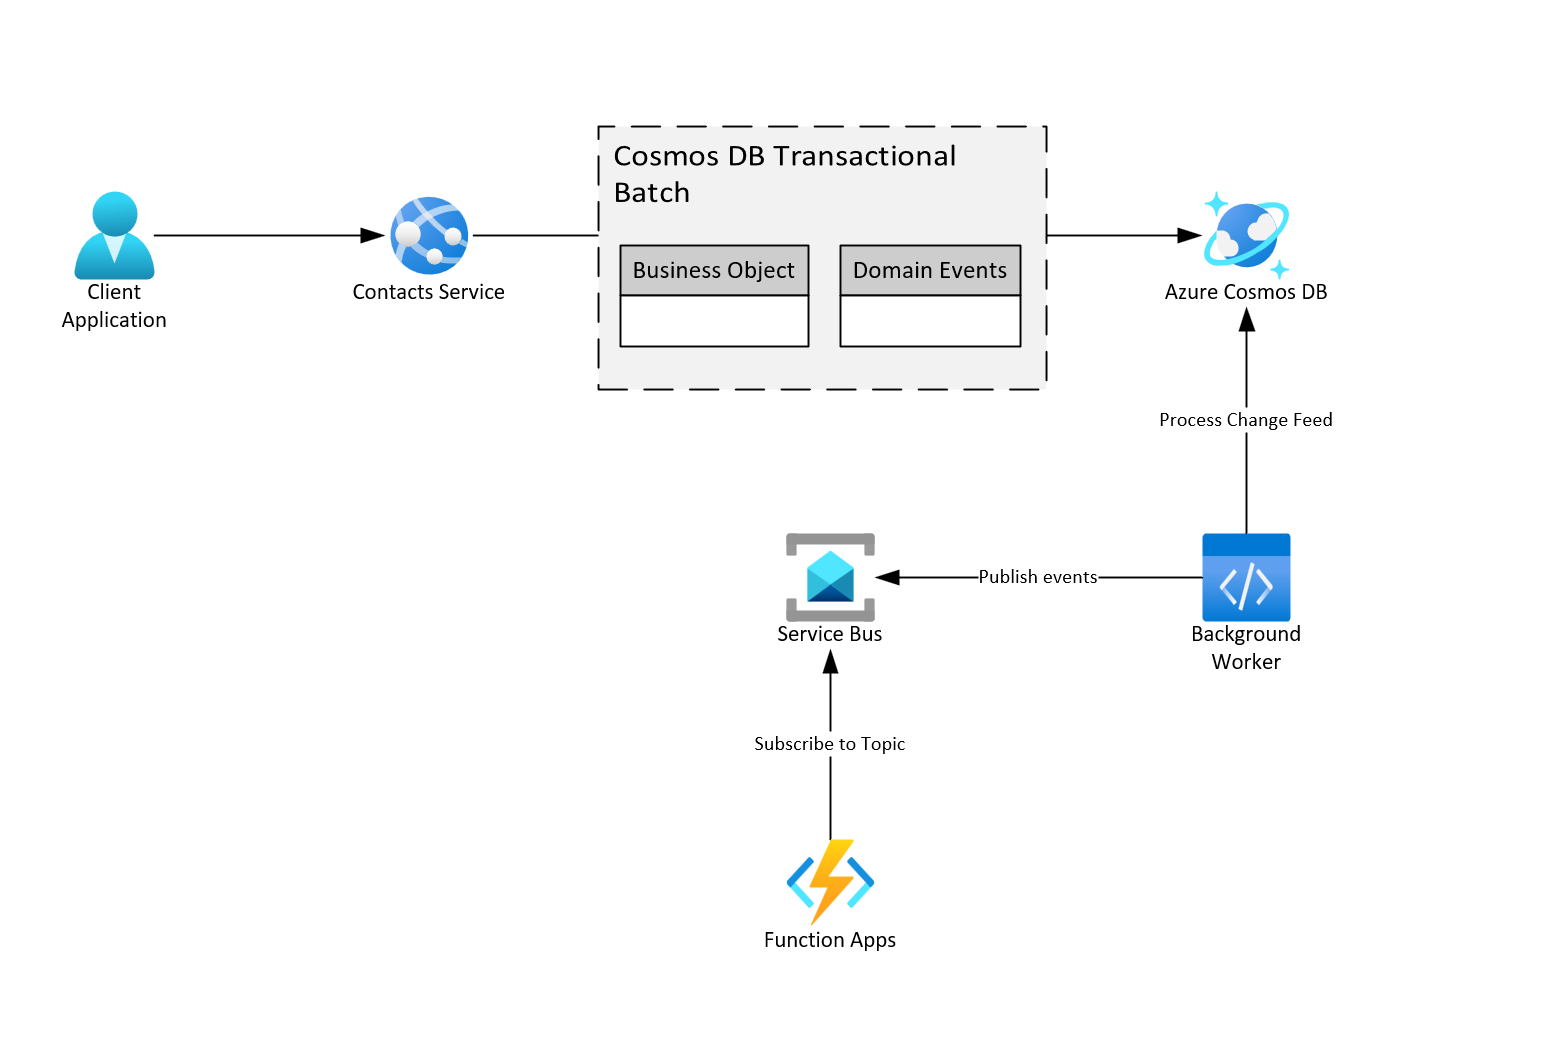 Cosmos DB Transactional
Batch
Business Object
Domain Events
Client
Application
Contacts Service
Azure Cosmos DB
Process Change Feed
Publish events
Service Bus
Background
Worker
Subscribe to Topic
Function Apps